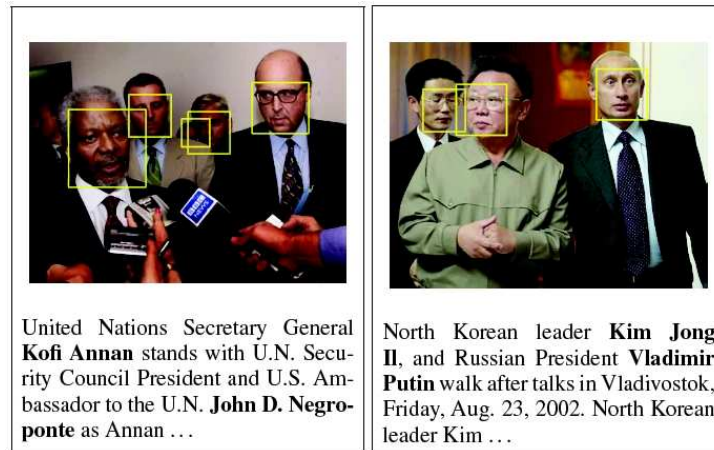 BBC
NEWS
United Nations Secretary General
Kofi Annan stands with U.N. Secu-
rity Council President and U.S. Am-
bassador to the U.N. John D. Negro-
ponte as Annan ...
North Korean leader Kim Jong
Il, and Russian President Vladimir
Putin walk after talks in Vladivostok,
Friday, Aug. 23, 2002. North Korean
leader Kim ...